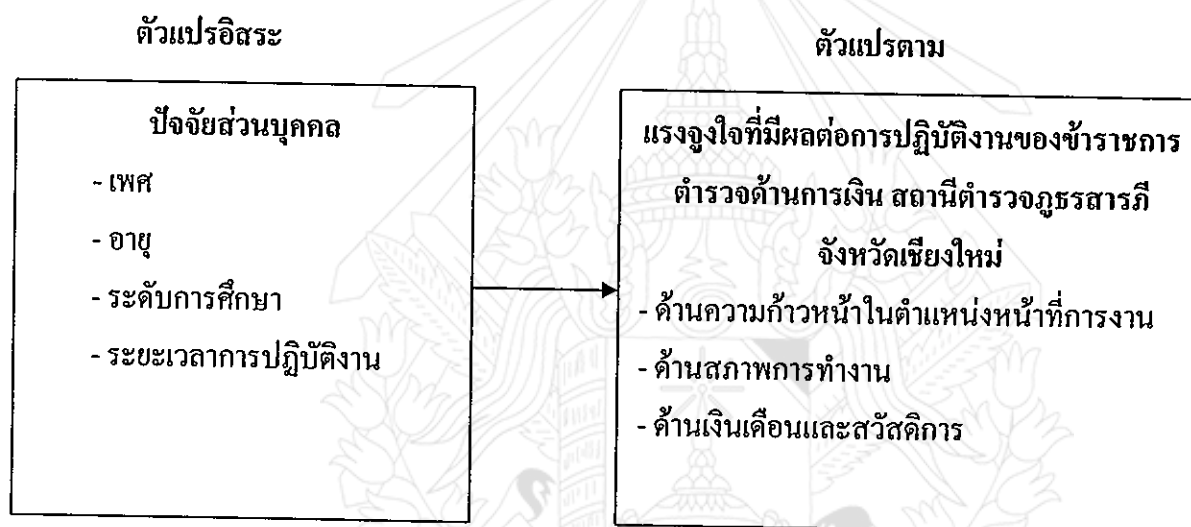 ตัวแปรอิสระ
ตัวแปรตาม
ปัจจัยส่วนบุคคล
- เพศ
- อายุ
- ระดับการศึกษา
- ระยะเวลาการปฏิบัติงาน
แรงจูงใจที่มีผลต่อการปฏิบัติงานของข้าราชการ
ตำรวจด้านการเงิน สถานีตำรวจภูธรสารภี
จังหวัดเชียงใหม่
- ด้านความก้าวหน้าในตำแหน่งหน้าที่การงาน
- ด้านสภาพการทำงาน
- ด้านเงินเดือนและสวัสดิการ